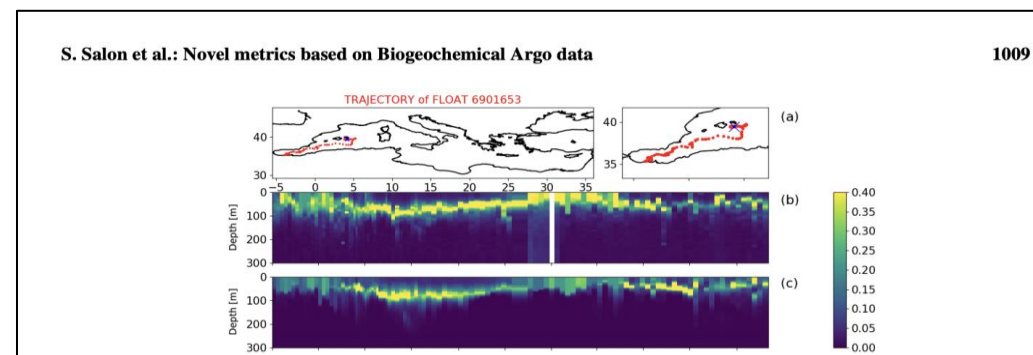 S. Salon et al.: Novel metrics based on Biogeochemical Argo data 1009
TRAJECTORY of FLOAT 6901653
(a)
40
35
30
−5 0 5 10 15 20 25 30 35
40
35
Depth [m]
0
100
200
300
(b)
Depth [m]
0
100
200
300
(c)
0.40
0.35
0.30
0.25
0.20
0.15
0.10
0.05
0.00